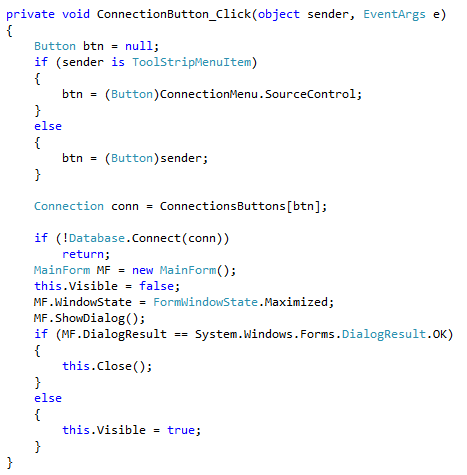 private void ConnectionButton_Click(object sender, EventArgs e)
{
    Button btn = null;
    if (sender is ToolStripMenuItem)
    {
        btn = (Button)ConnectionMenu.SourceControl;
    }
    else
    {
        btn = (Button)sender;
    }

    Connection conn = ConnectionsButtons[btn];

    if (!Database.Connect(conn))
        return;
    MainForm MF = new MainForm();
    this.Visible = false;
    MF.WindowState = FormWindowState.Maximized;
    MF.ShowDialog();
    if (MF.DialogResult == System.Windows.Forms.DialogResult.OK)
    {
        this.Close();
    }
    else
    {
        this.Visible = true;
    }
}